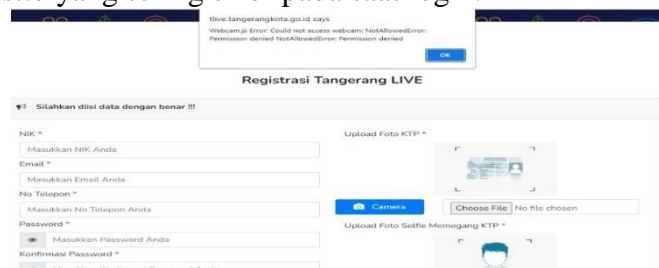 tlive.tangerangkota.go.id says
Webcam.js Error: Could not access webcam: NotAllowedError:
Permission denied NotAllowedError: Permission denied
OK
Registrasi Tangerang LIVE
Silahkan diisi data dengan benar !!!
NIK *
Masukkan NIK Anda
Email *
Masukkan Email Anda
No Telepon *
Masukkan No Telepon Anda
Password *
Masukkan Password Anda
Konfirmasi Password *
Upload Foto KTP *
Camera
Choose File No file chosen
Upload Foto Selfie Memegang KTP *